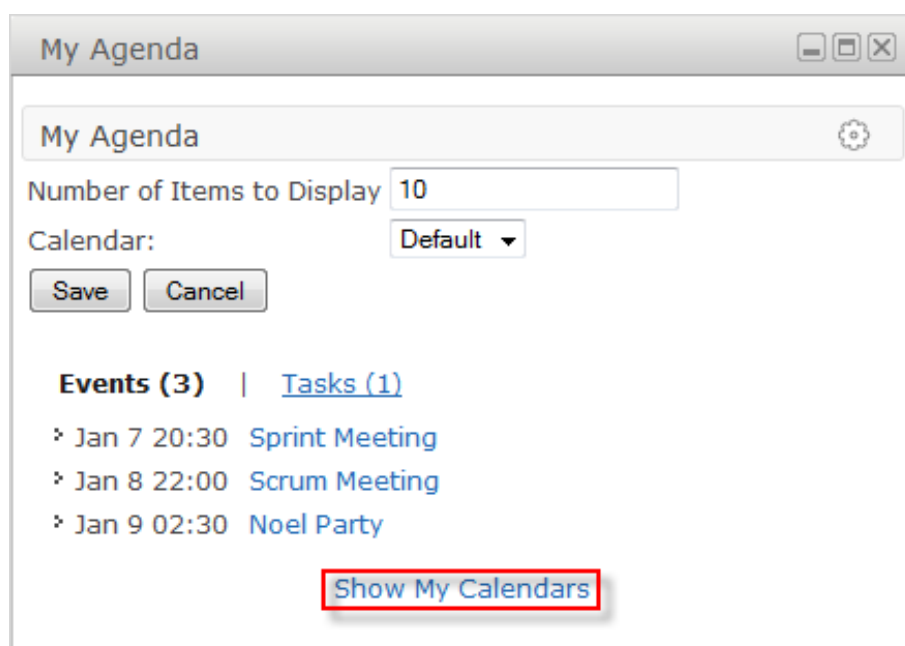 My Agenda
My Agenda
Number of Items to Display 10
Calendar: Default
Save Cancel
Events (3) | Tasks (1)
Jan 7 20:30 Sprint Meeting
Jan 8 22:00 Scrum Meeting
Jan 9 02:30 Noel Party
Show My Calendars